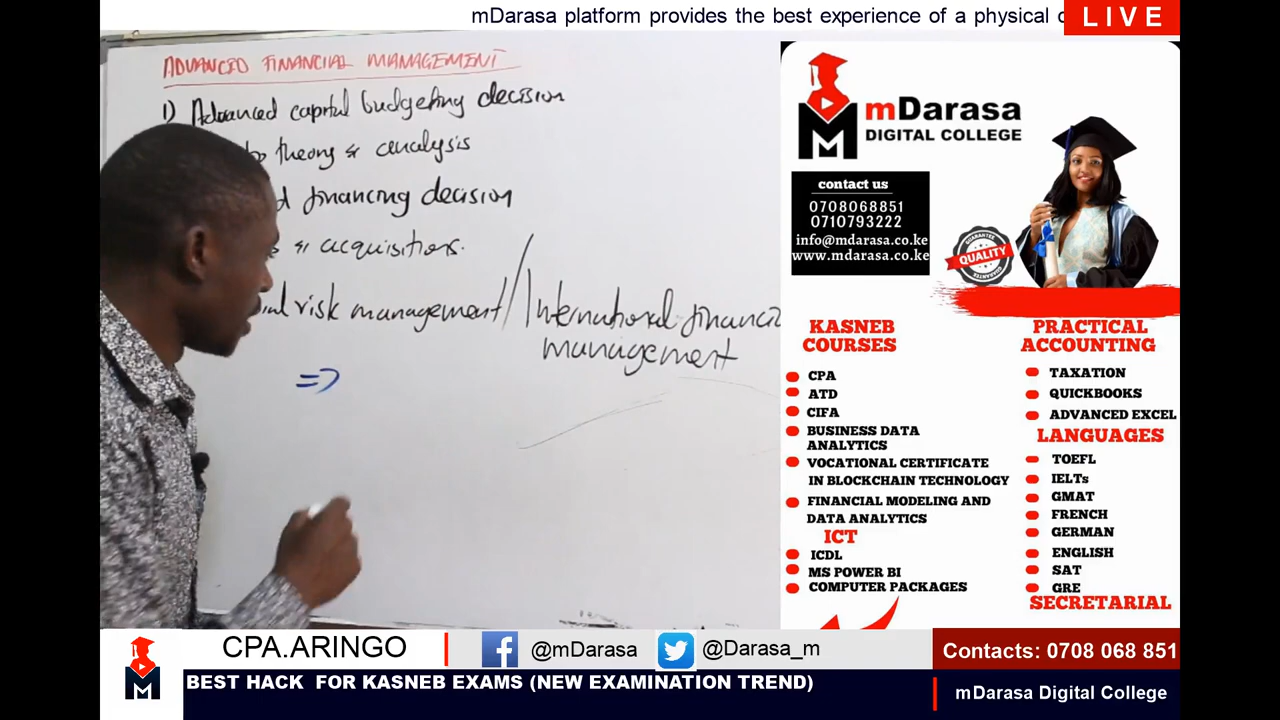 mDarasa platform provides the best experience of a physical
LIVE
ADVANCED FINANCIAL MANAGEMENT
1) Advanced capital budgeting decision
theory & analysis
financing decision
& acquisitions.
risk management / International
management
=>
mDarasa
DIGITAL COLLEGE
contact us
0708068851
0710793222
info@mdarasa.co.ke
www.mdarasa.co.ke
QUALITY
KASNEB
COURSES
CPA
ATD
CIFA
BUSINESS DATA
ANALYTICS
VOCATIONAL CERTIFICATE
IN BLOCKCHAIN TECHNOLOGY
FINANCIAL MODELING AND
DATA ANALYTICS
ICT
ICDL
MS POWER BI
COMPUTER PACKAGES
PRACTICAL
ACCOUNTING
TAXATION
QUICKBOOKS
ADVANCED EXCEL
LANGUAGES
TOEFL
IELTs
GMAT
FRENCH
GERMAN
ENGLISH
SAT
GRE
SECRETARIAL
CPA.ARINGO
@mDarasa
@Darasa_m
Contacts: 0708 068 851
BEST HACK FOR KASNEB EXAMS (NEW EXAMINATION TREND)
mDarasa Digital College